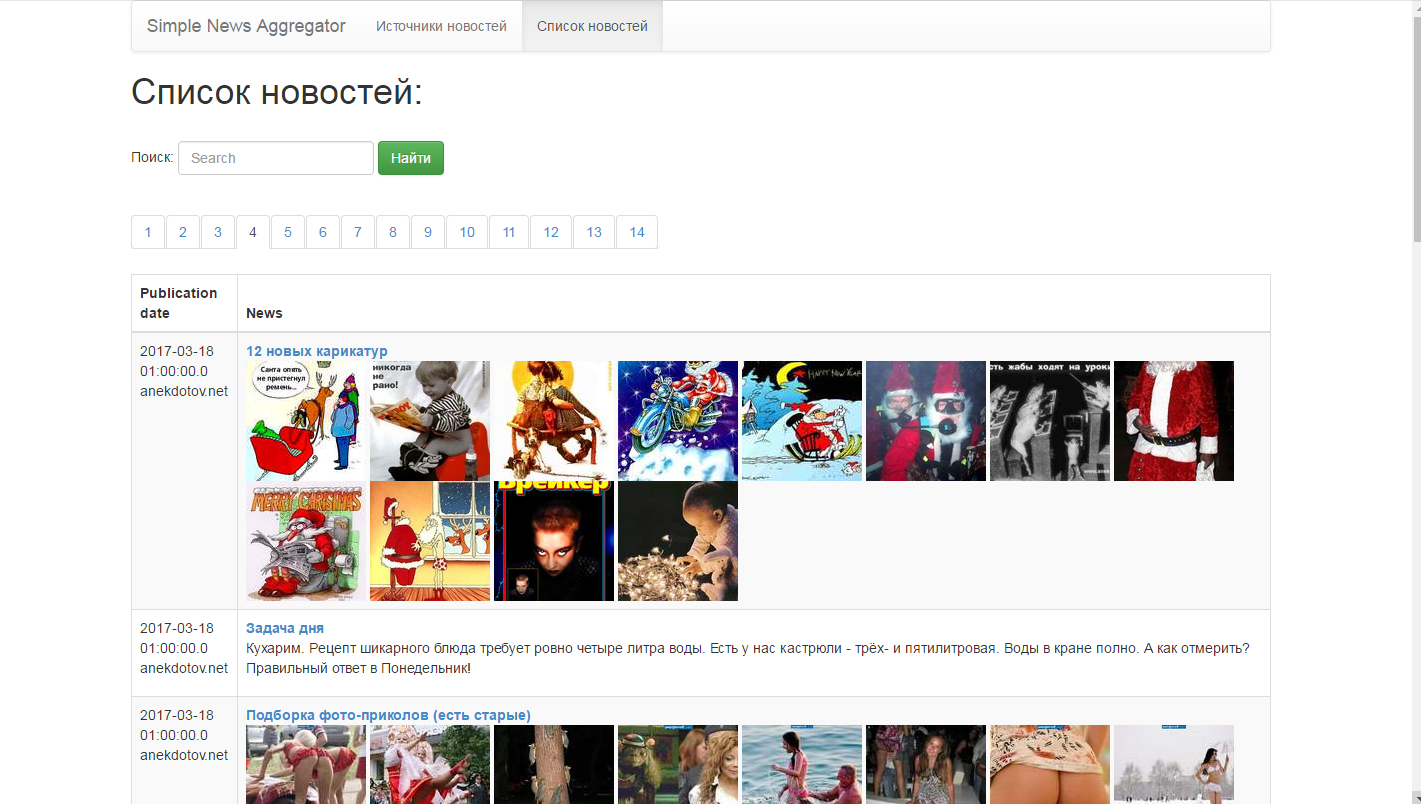 Simple News Aggregator Источники новостей Список новостей
Список новостей:
Поиск: Search Найти
1 2 3 4 5 6 7 8 9 10 11 12 13 14
Publication
date
News
2017-03-18
01:00:00.0
anekdotov.net
12 новых карикатур
Санта опять
не пристегнул
ремень...
никогда
не
рано!
HAPPY NEW YEAR
жабы ходят на уроки
MERRY CHRISTMAS
Брейкер
2017-03-18
01:00:00.0
anekdotov.net
Задача дня
Кухарим. Рецепт шикарного блюда требует ровно четыре литра воды. Есть у нас кастрюли - трёх- и пятилитровая. Воды в кране полно. А как отмерить?
Правильный ответ в Понедельник!
2017-03-18
01:00:00.0
anekdotov.net
Подборка фото-приколов (есть старые)